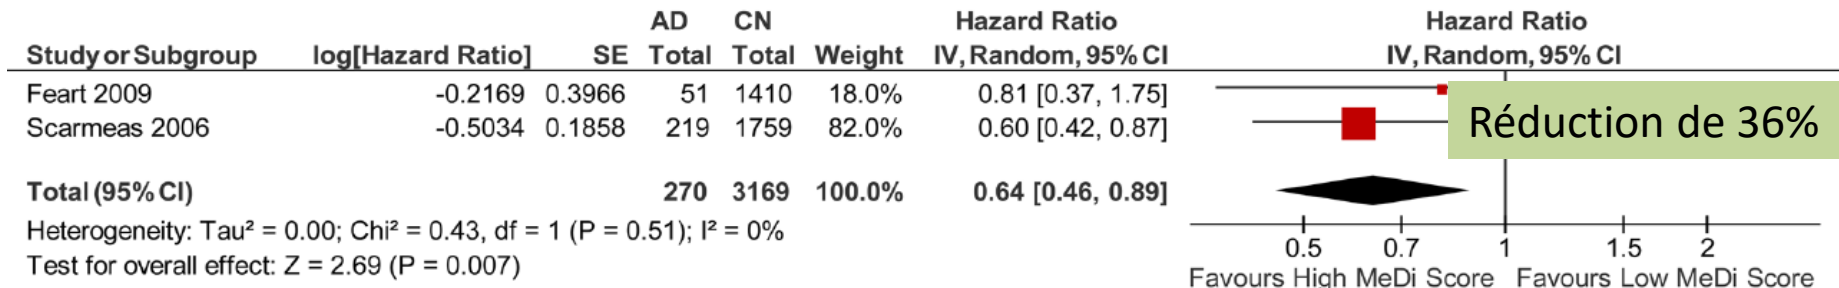 AD CN Hazard Ratio Hazard Ratio
Study or Subgroup log[Hazard Ratio] SE Total Total Weight IV, Random, 95% CI IV, Random, 95% CI
Feart 2009 -0.2169 0.3966 51 1410 18.0% 0.81 [0.37, 1.75]
Scarmeas 2006 -0.5034 0.1858 219 1759 82.0% 0.60 [0.42, 0.87]
Réduction de 36%
Total (95% CI) 270 3169 100.0% 0.64 [0.46, 0.89]
Heterogeneity: Tau² = 0.00; Chi² = 0.43, df = 1 (P = 0.51); I² = 0%
Test for overall effect: Z = 2.69 (P = 0.007)
0.5 0.7 1 1.5 2
Favours High MeDi Score Favours Low MeDi Score